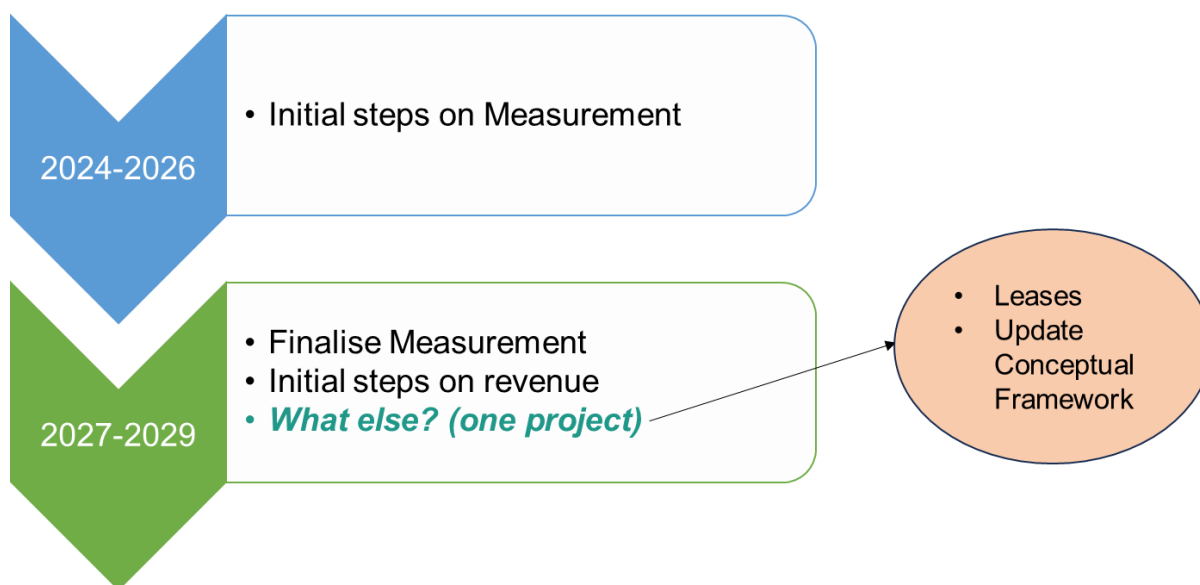 2024-2026
• Initial steps on Measurement
2027-2029
• Finalise Measurement
• Initial steps on revenue
• What else? (one project)
• Leases
• Update
Conceptual
Framework